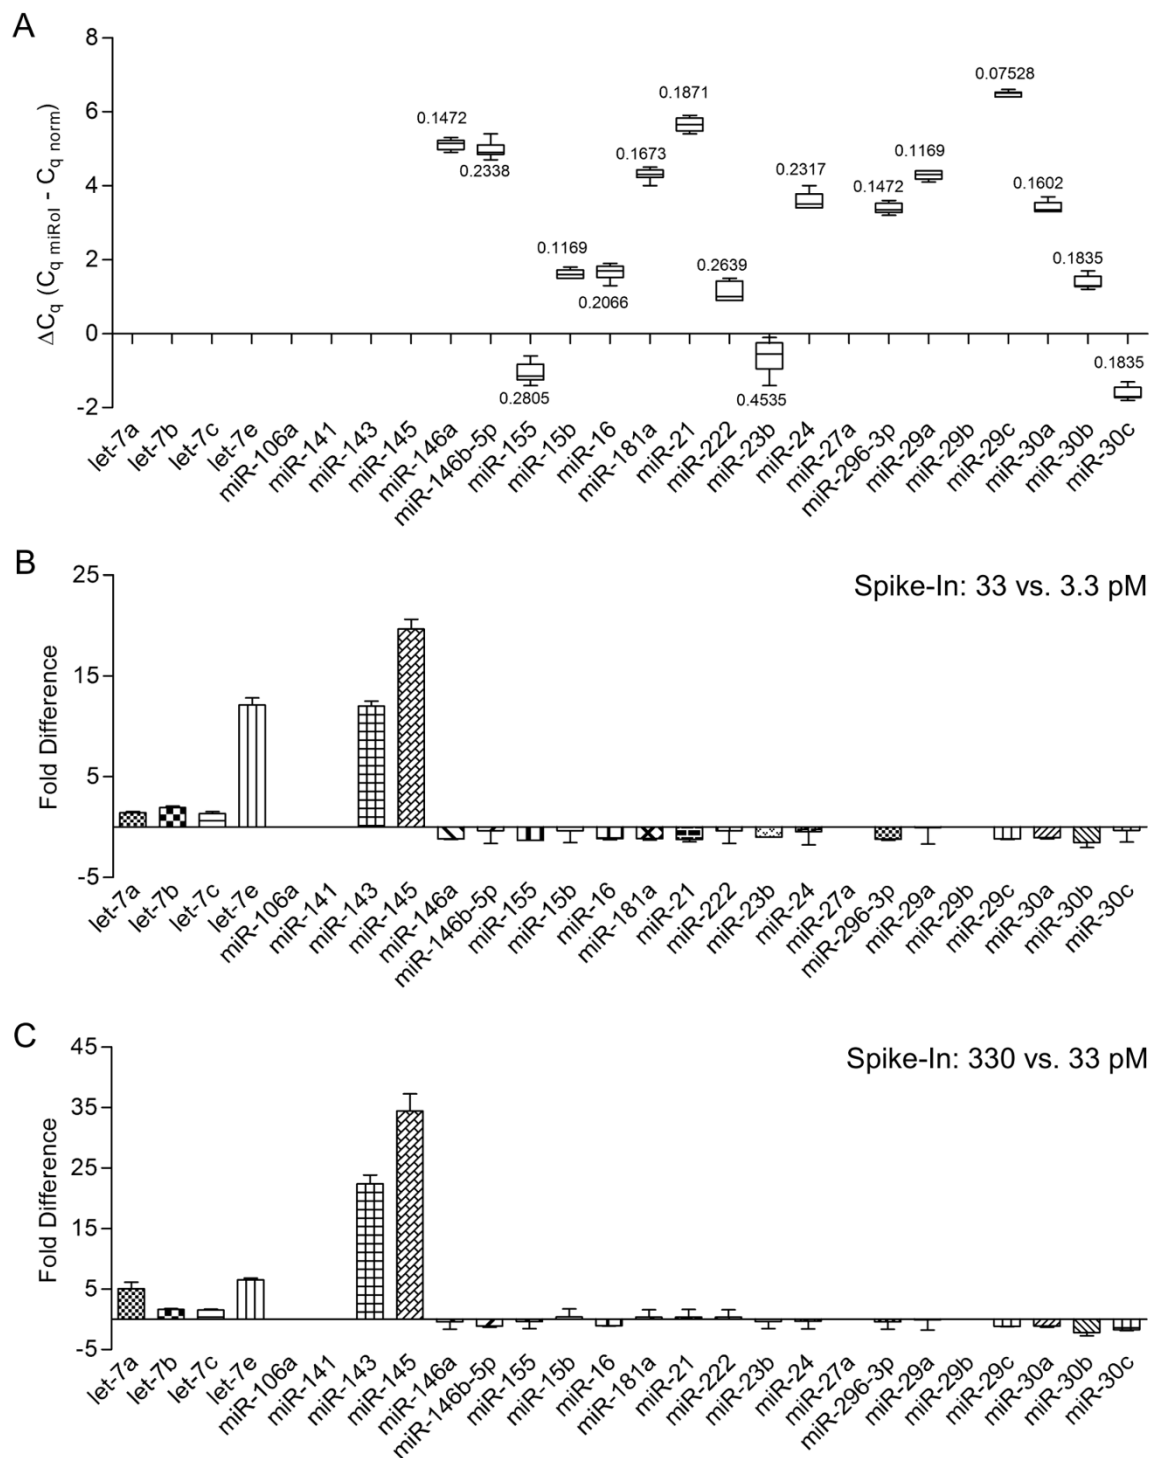 A
8
6
4
2
0
-2
ΔCq (Cq miRoI - Cq norm)
0.1472
0.2338
0.2805
0.1169
0.2066
0.1673
0.1871
0.2639
0.4535
0.2317
0.1472
0.1169
0.07528
0.1602
0.1835
0.1835
let-7a
let-7b
let-7c
let-7e
miR-106a
miR-141
miR-143
miR-145
miR-146a
miR-146b-5p
miR-155
miR-15b
miR-16
miR-181a
miR-21
miR-222
miR-23b
miR-24
miR-27a
miR-296-3p
miR-29a
miR-29b
miR-29c
miR-30a
miR-30b
miR-30c
B
25
15
5
-5
Fold Difference
Spike-In: 33 vs. 3.3 pM
let-7a
let-7b
let-7c
let-7e
miR-106a
miR-141
miR-143
miR-145
miR-146a
miR-146b-5p
miR-155
miR-15b
miR-16
miR-181a
miR-21
miR-222
miR-23b
miR-24
miR-27a
miR-296-3p
miR-29a
miR-29b
miR-29c
miR-30a
miR-30b
miR-30c
C
45
35
25
15
5
-5
Fold Difference
Spike-In: 330 vs. 33 pM
let-7a
let-7b
let-7c
let-7e
miR-106a
miR-141
miR-143
miR-145
miR-146a
miR-146b-5p
miR-155
miR-15b
miR-16
miR-181a
miR-21
miR-222
miR-23b
miR-24
miR-27a
miR-296-3p
miR-29a
miR-29b
miR-29c
miR-30a
miR-30b
miR-30c